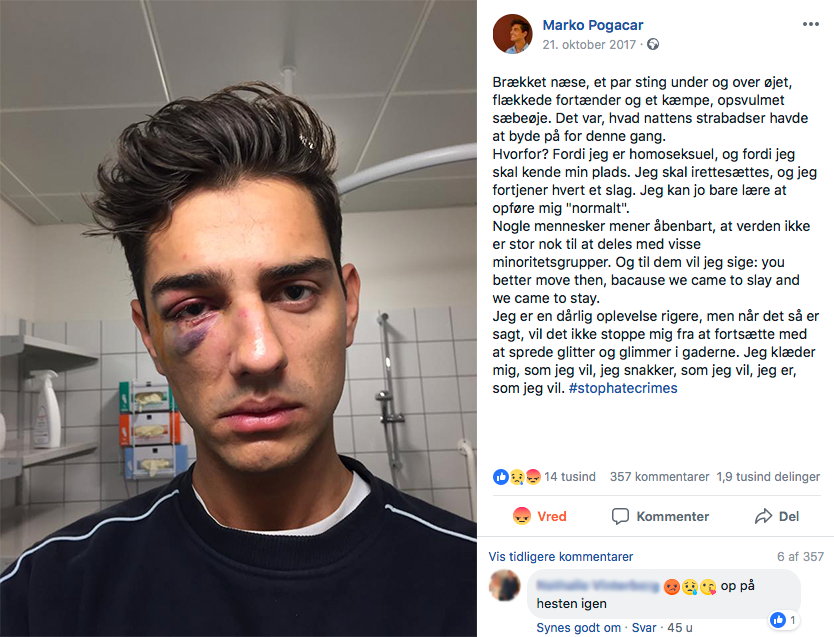 Marko Pogacar
21. oktober 2017 ·
Brækket næse, et par sting under og over øjet,
flækkede fortænder og et kæmpe, opsvulmet
sæbeøje. Det var, hvad nattens strabadser havde
at byde på for denne gang.
Hvorfor? Fordi jeg er homoseksuel, og fordi jeg
skal kende min plads. Jeg skal irettesættes, og jeg
fortjener hvert et slag. Jeg kan jo bare lære at
opføre mig "normalt".
Nogle mennesker mener åbenbart, at verden ikke
er stor nok til at deles med visse
minoritetsgrupper. Og til dem vil jeg sige: you
better move then, bacause we came to slay and
we came to stay.
Jeg er en dårlig oplevelse rigere, men når det så er
sagt, vil det ikke stoppe mig fra at fortsætte med
at sprede glitter og glimmer i gaderne. Jeg klæder
mig, som jeg vil, jeg snakker, som jeg vil, jeg er,
som jeg vil. #stophatecrimes
14 tusind 357 kommentarer 1,9 tusind delinger
Vred Kommenter Del
Vis tidligere kommentarer 6 af 357
😡😢😘 op på
hesten igen
1
Synes godt om · Svar · 45 u